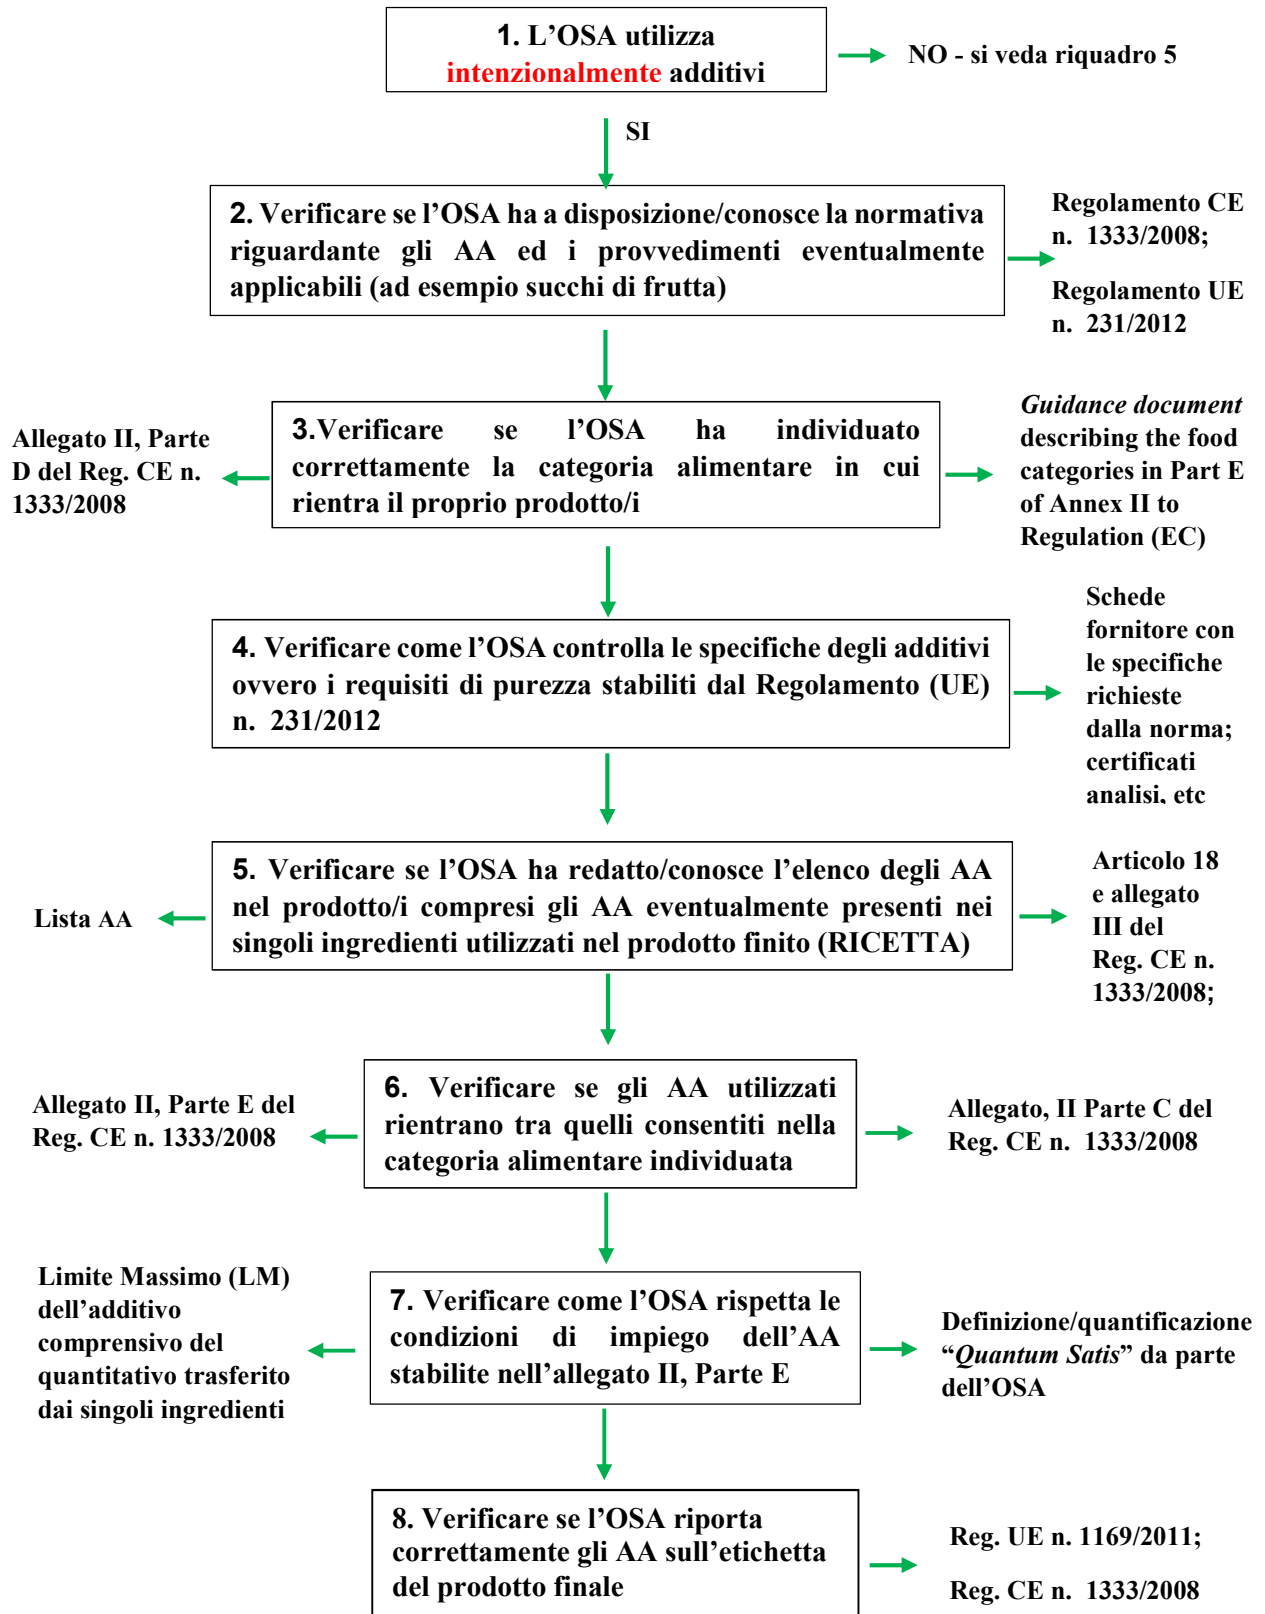 1. L’OSA utilizza
intenzionalmente additivi
NO - si veda riquadro 5
SI
2. Verificare se l’OSA ha a disposizione/conosce la normativa
riguardante gli AA ed i provvedimenti eventualmente
applicabili (ad esempio succhi di frutta)
Regolamento CE
n. 1333/2008;
Regolamento UE
n. 231/2012
Allegato II, Parte
D del Reg. CE n.
1333/2008
3.Verificare se l’OSA ha individuato
correttamente la categoria alimentare in cui
rientra il proprio prodotto/i
Guidance document
describing the food
categories in Part E
of Annex II to
Regulation (EC)
4. Verificare come l’OSA controlla le specifiche degli additivi
ovvero i requisiti di purezza stabiliti dal Regolamento (UE)
n. 231/2012
Schede
fornitore con
le specifiche
richieste
dalla norma;
certificati
analisi, etc
Lista AA
5. Verificare se l’OSA ha redatto/conosce l’elenco degli AA
nel prodotto/i compresi gli AA eventualmente presenti nei
singoli ingredienti utilizzati nel prodotto finito (RICETTA)
Articolo 18
e allegato
III del
Reg. CE n.
1333/2008;
Allegato II, Parte E del
Reg. CE n. 1333/2008
6. Verificare se gli AA utilizzati
rientrano tra quelli consentiti nella
categoria alimentare individuata
Allegato, II Parte C del
Reg. CE n. 1333/2008
Limite Massimo (LM)
dell’additivo
comprensivo del
quantitativo trasferito
dai singoli ingredienti
7. Verificare come l’OSA rispetta le
condizioni di impiego dell’AA
stabilite nell’allegato II, Parte E
Definizione/quantificazione
“Quantum Satis” da parte
dell’OSA
8. Verificare se l’OSA riporta
correttamente gli AA sull’etichetta
del prodotto finale
Reg. UE n. 1169/2011;
Reg. CE n. 1333/2008